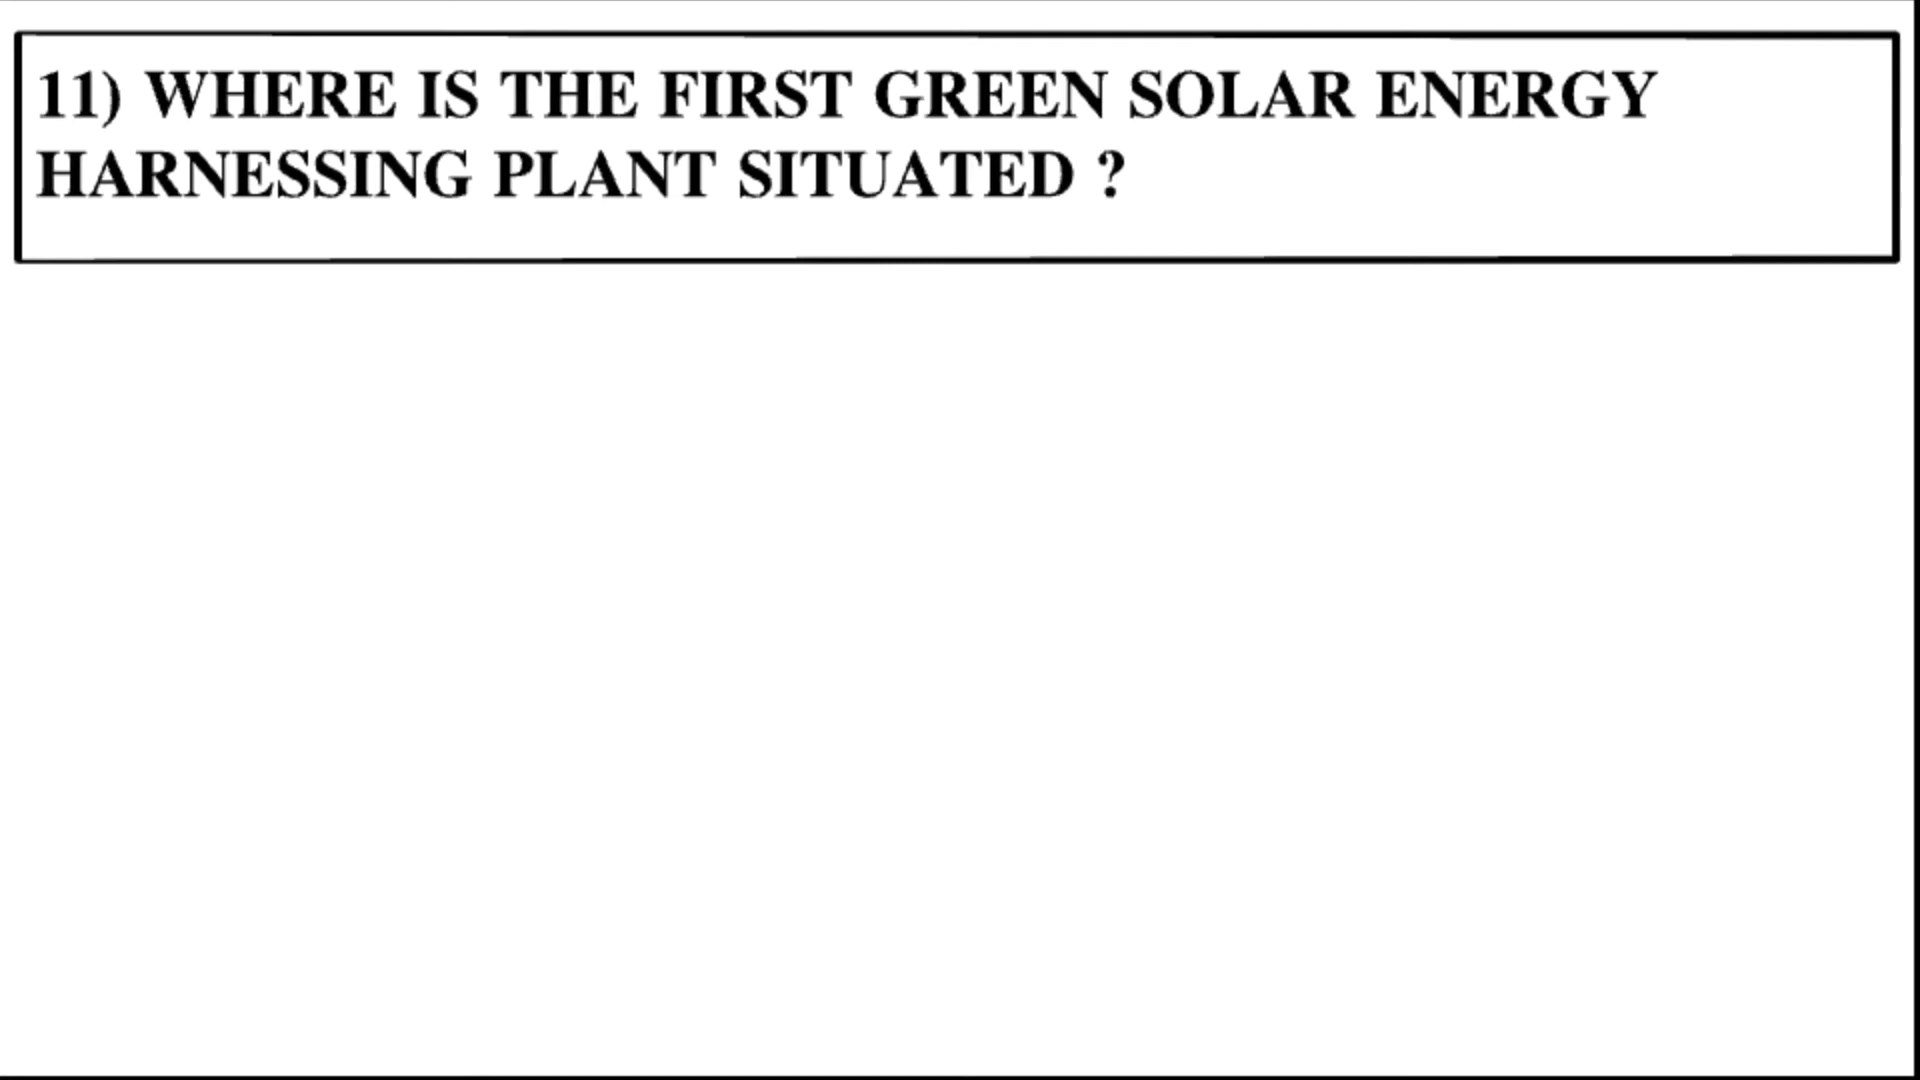 11) WHERE IS THE FIRST GREEN SOLAR ENERGY
HARNESSING PLANT SITUATED ?